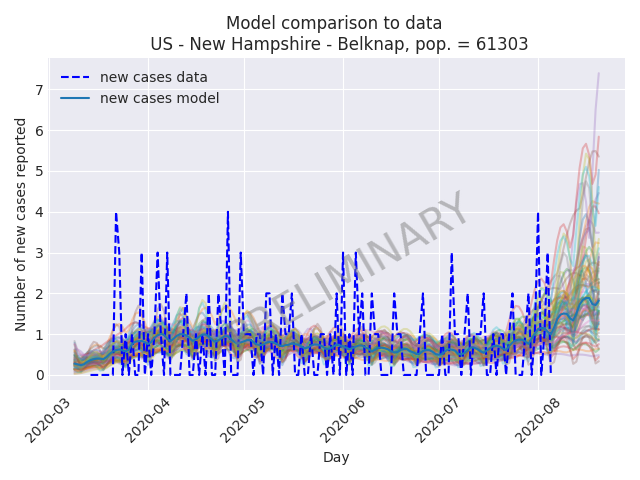 Model comparison to data
US - New Hampshire - Belknap, pop. = 61303
new cases data
new cases model
PRELIMINARY
Number of new cases reported
7
6
5
4
3
2
1
0
2020-03
2020-04
2020-05
2020-06
2020-07
2020-08
Day